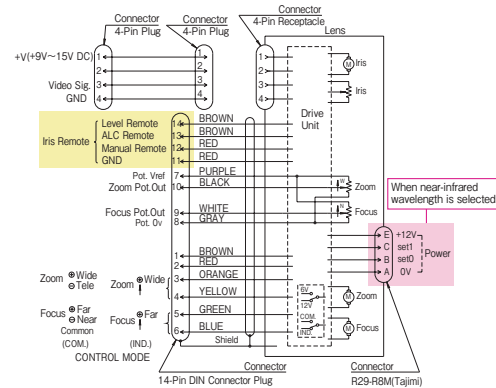 Connector
4-Pin Plug
Connector
4-Pin Plug
Connector
4-Pin Receptacle
Lens
+V(+9V～15V DC)
1
1
1
2
2
2
Video Sig.
3
3
3
GND
4
4
4
M
Iris
Iris
Drive
Unit
Iris Remote
Level Remote
14
BROWN
ALC Remote
13
BROWN
Manual Remote
12
RED
GND
11
RED
Pot. Vref
7
PURPLE
Zoom Pot.Out
10
BLACK
W
Zoom
Focus Pot.Out
9
WHITE
N
Focus
Pot. 0v
8
GRAY
When near-infrared
wavelength is selected
E
+12V
C
set1
B
set0
A
0V
Power
1
BROWN
2
RED
Zoom
⊕Wide
⊖Tele
Zoom
⊕Wide
3
ORANGE
4
YELLOW
6V
12V
M
Zoom
Focus
⊕Far
⊖Near
Focus
⊕Far
5
GREEN
6
BLUE
COM.
IND.
M
Focus
Common
(COM.)
(IND.)
Shield
CONTROL MODE
Connector
14-Pin DIN Connector Plug
Connector
R29-R8M(Tajimi)